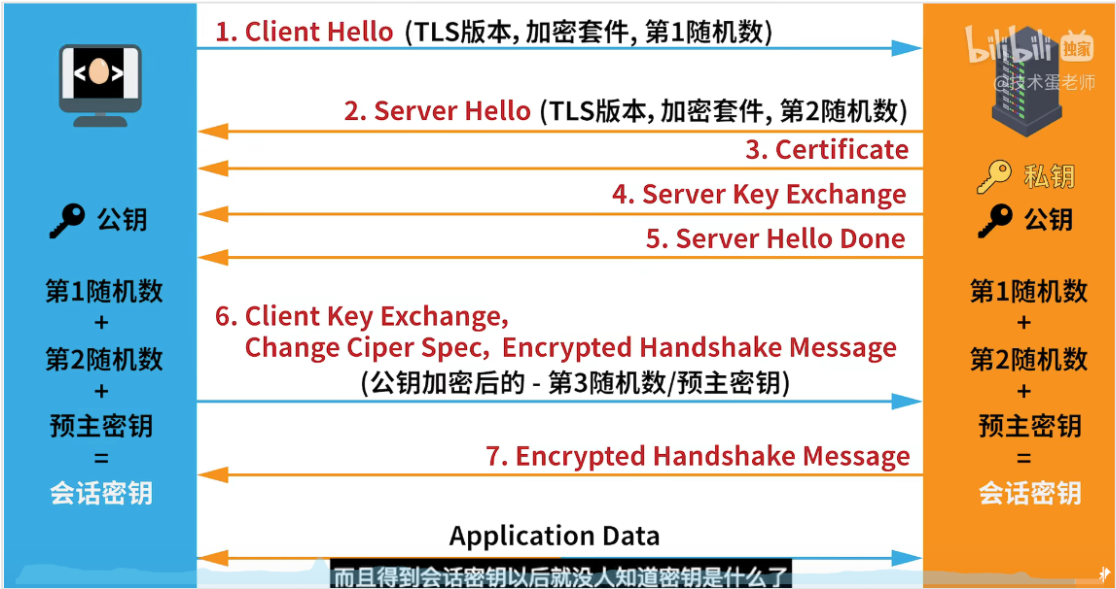 1. Client Hello (TLS版本, 加密套件, 第1随机数)
bilibili 独家
@技术蛋老师
< >
2. Server Hello (TLS版本, 加密套件, 第2随机数)
3. Certificate
私钥
4. Server Key Exchange
公钥
公钥
5. Server Hello Done
第1随机数
+
第2随机数
+
预主密钥
=
会话密钥
6. Client Key Exchange,
Change Ciper Spec, Encrypted Handshake Message
(公钥加密后的 - 第3随机数/预主密钥)
7. Encrypted Handshake Message
第1随机数
+
第2随机数
+
预主密钥
=
会话密钥
Application Data
而且得到会话密钥以后就没人知道密钥是什么了